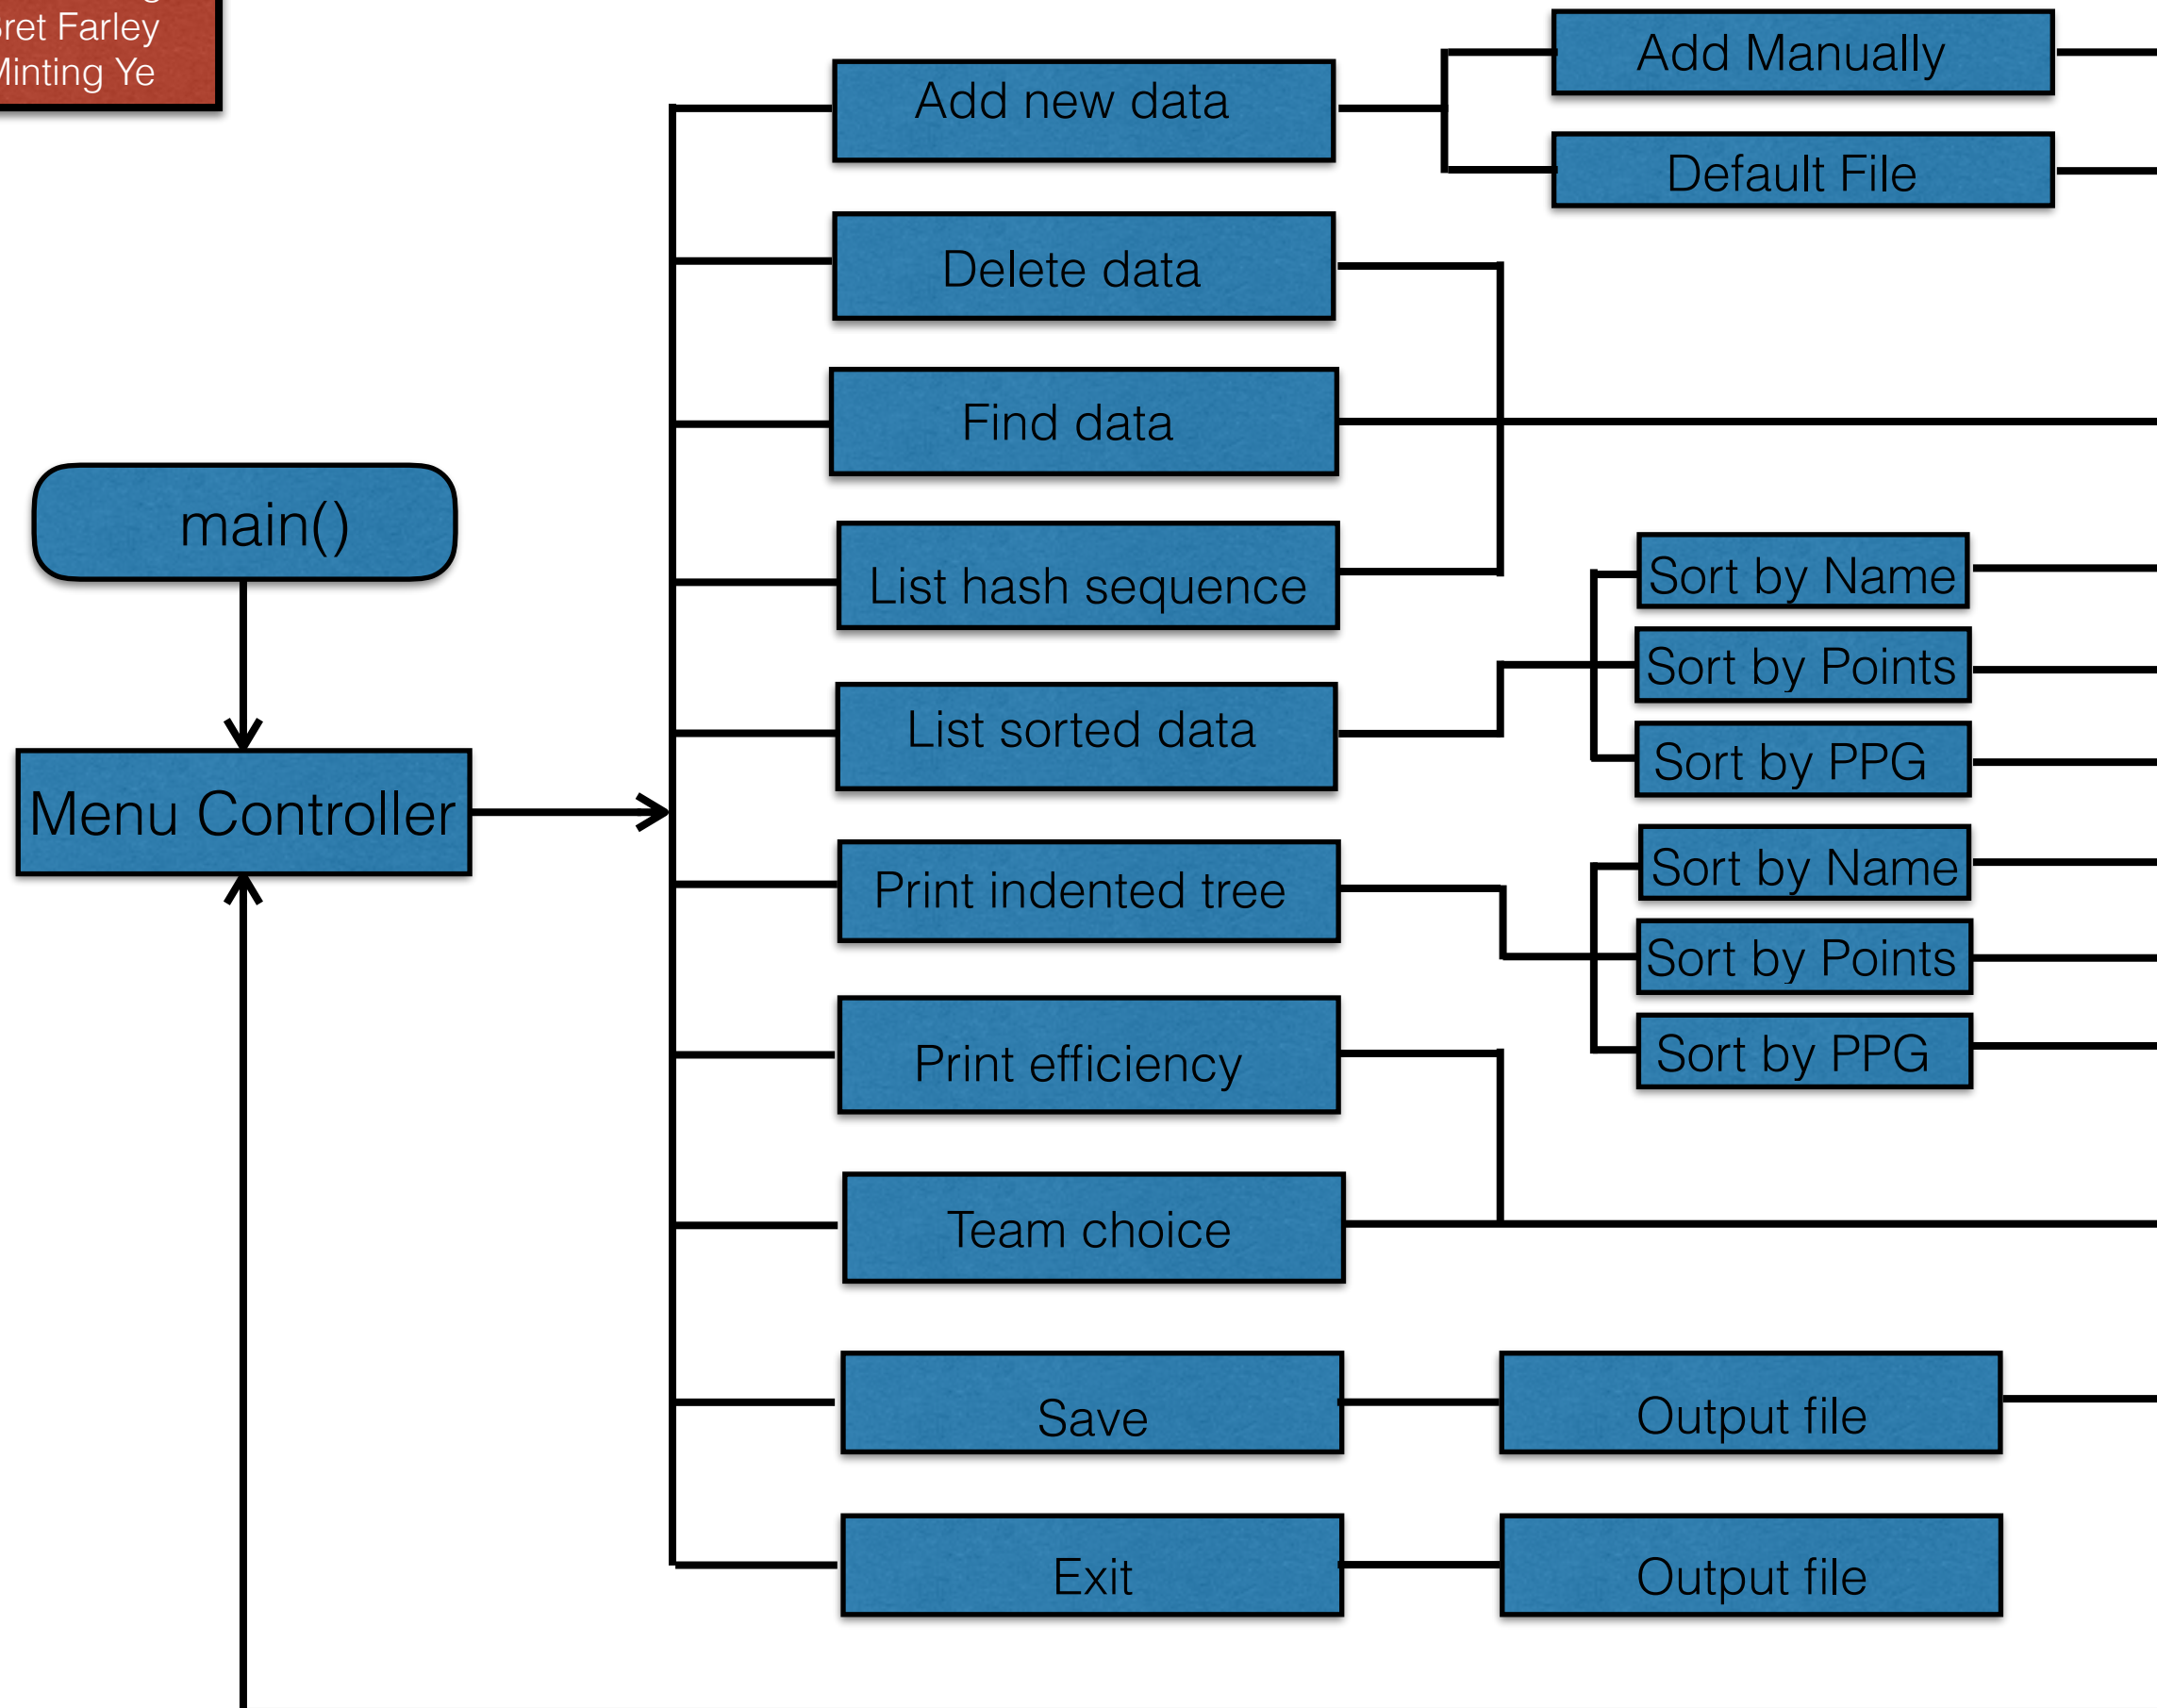 Farley
Ye
Add Manually
Add new data
Default File
Delete data
Find data
main()
List hash sequence
Sort by Name
Sort by Points
List sorted data
Sort by PPG
Menu Controller
Print indented tree
Sort by Name
Sort by Points
Print efficiency
Sort by PPG
Team choice
Save
Output file
Exit
Output file